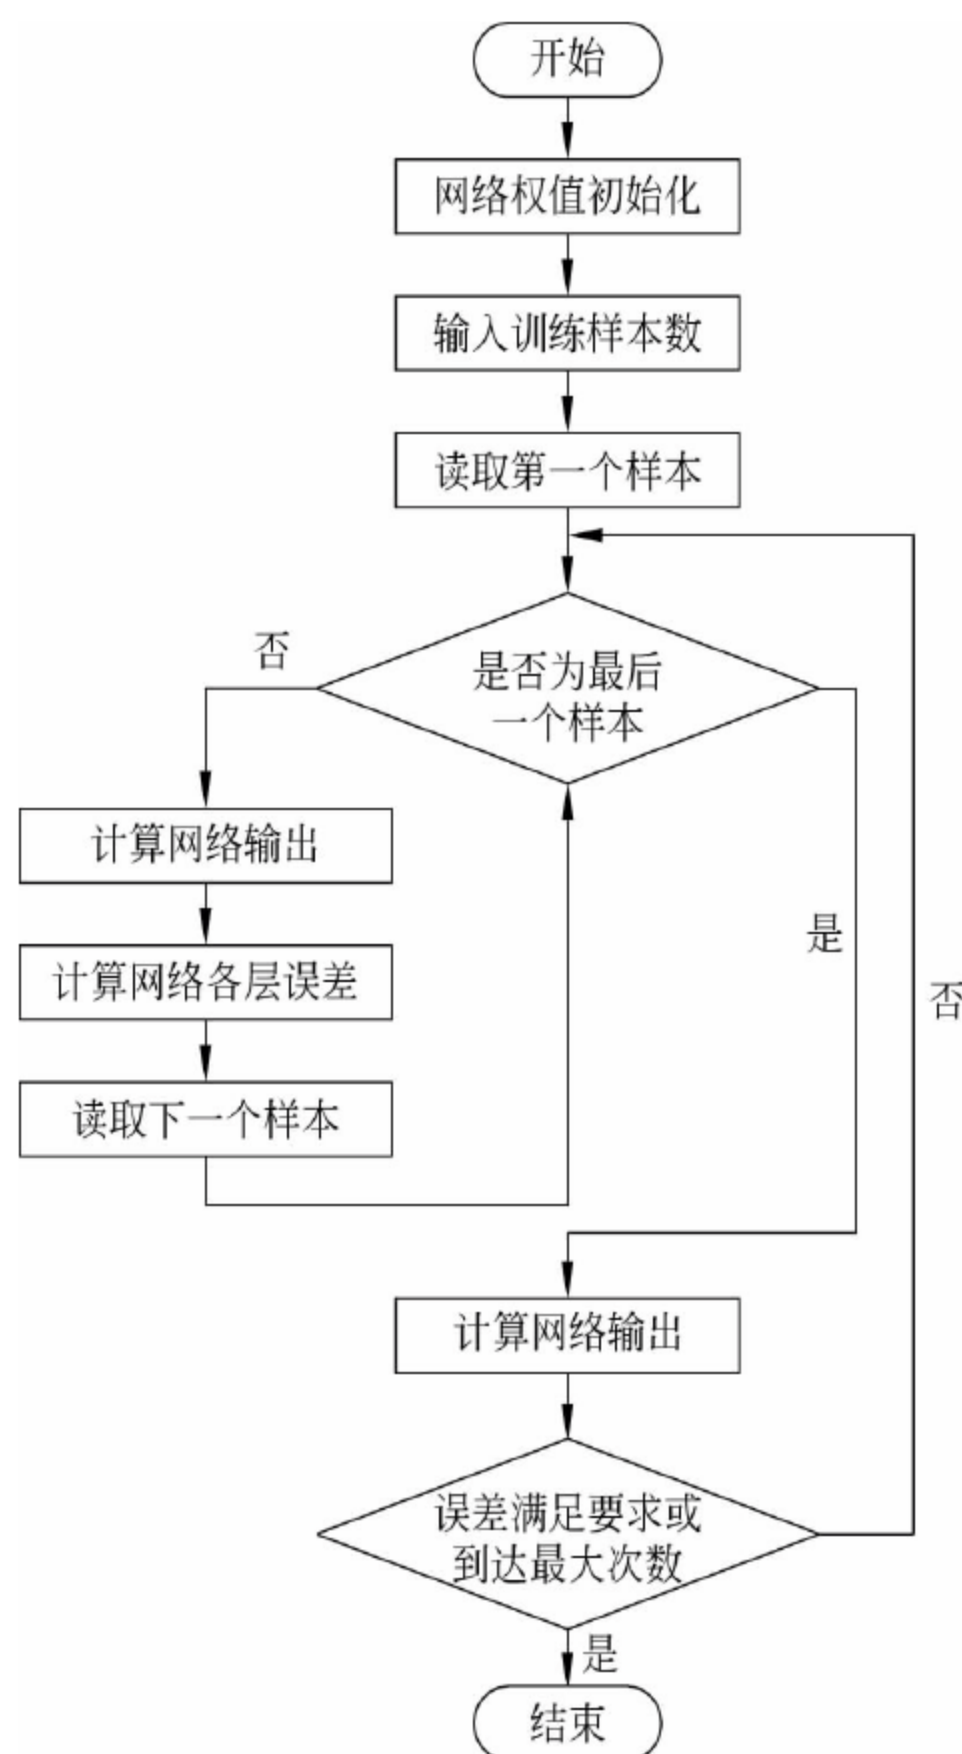 开始
网络权值初始化
输入训练样本数
读取第一个样本
否
是否为最后
一个样本
计算网络输出
计算网络各层误差
读取下一个样本
是
否
计算网络输出
误差满足要求或
到达最大次数
是
结束